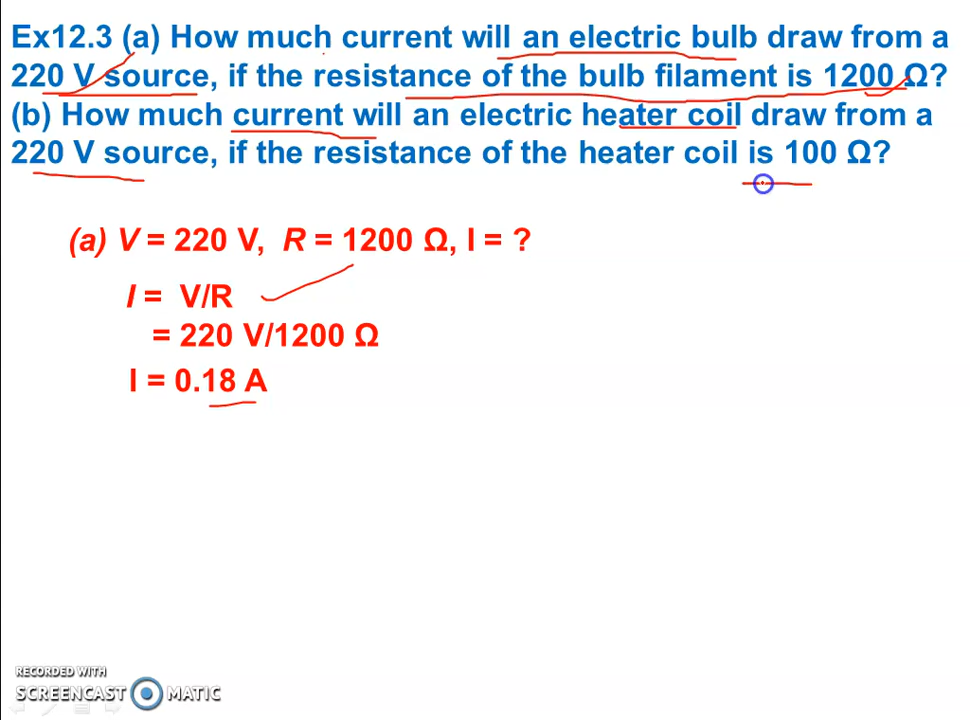 Ex12.3 (a) How much current will an electric bulb draw from a
220 V source, if the resistance of the bulb filament is 1200 Ω?
(b) How much current will an electric heater coil draw from a
220 V source, if the resistance of the heater coil is 100 Ω?
(a) V = 220 V, R = 1200 Ω, I = ?
I = V/R
= 220 V/1200 Ω
I = 0.18 A
RECORDED WITH
SCREENCAST MATIC